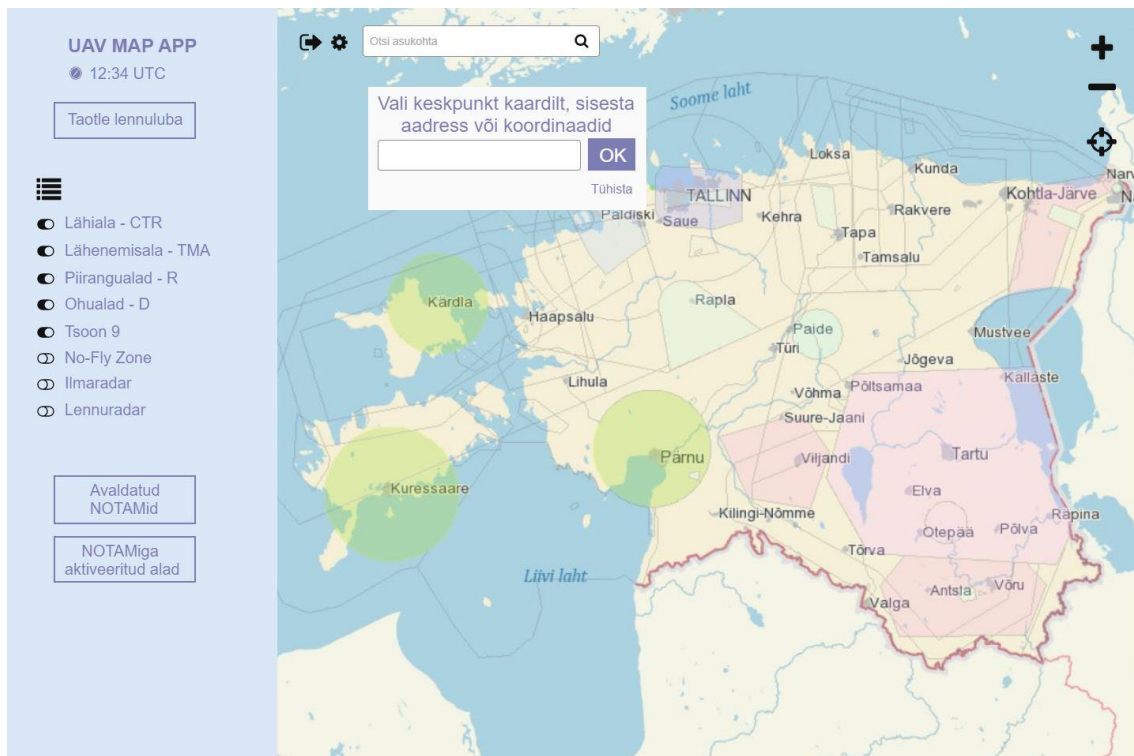 UAV MAP APP
12:34 UTC
Taotle lennuluba
Lähiala - CTR
Lähenemisala - TMA
Piirangualad - R
Ohualad - D
Tsoon 9
No-Fly Zone
Ilmaradar
Lennuradar
Avaldatud
NOTAMid
NOTAMiga
aktiveeritud alad
Otsi asukohta
Vali keskpunkt kaardilt, sisesta
aadress või koordinaadid
OK
Tühista
Soome laht
Loksa
Kunda
Narv
Kohtla-Järve
Na
TALLINN
Paldiski
Saue
Kehra
Rakvere
Tapa
Tamsalu
Kärdla
Haapsalu
Rapla
Paide
Türi
Mustvee
Jõgeva
Kallaste
Lihula
Võhma
Põltsamaa
Suure-Jaani
Pärnu
Viljandi
Tartu
Kuressaare
Elva
Kilingi-Nõmme
Räpina
Otepää
Põlva
Tõrva
Liivi laht
Antsla
Võru
Valga